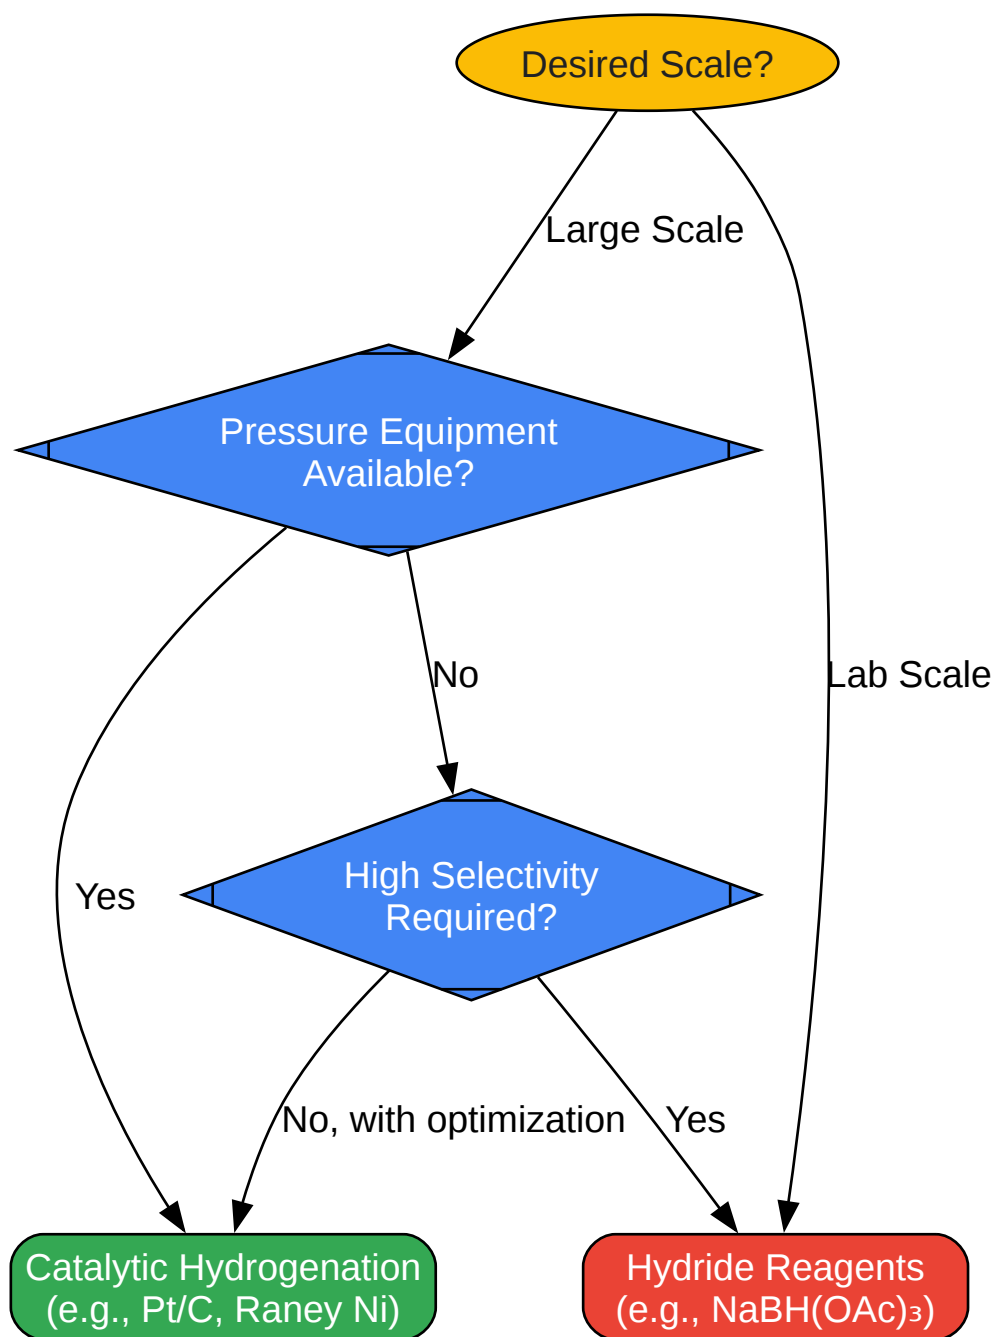 Desired Scale?
Large Scale
Pressure Equipment
Available?
No
Lab Scale
High Selectivity
Required?
Yes
No, with optimization
Yes
Catalytic Hydrogenation
(e.g., Pt/C, Raney Ni)
Hydride Reagents
(e.g., NaBH(OAc)₃)